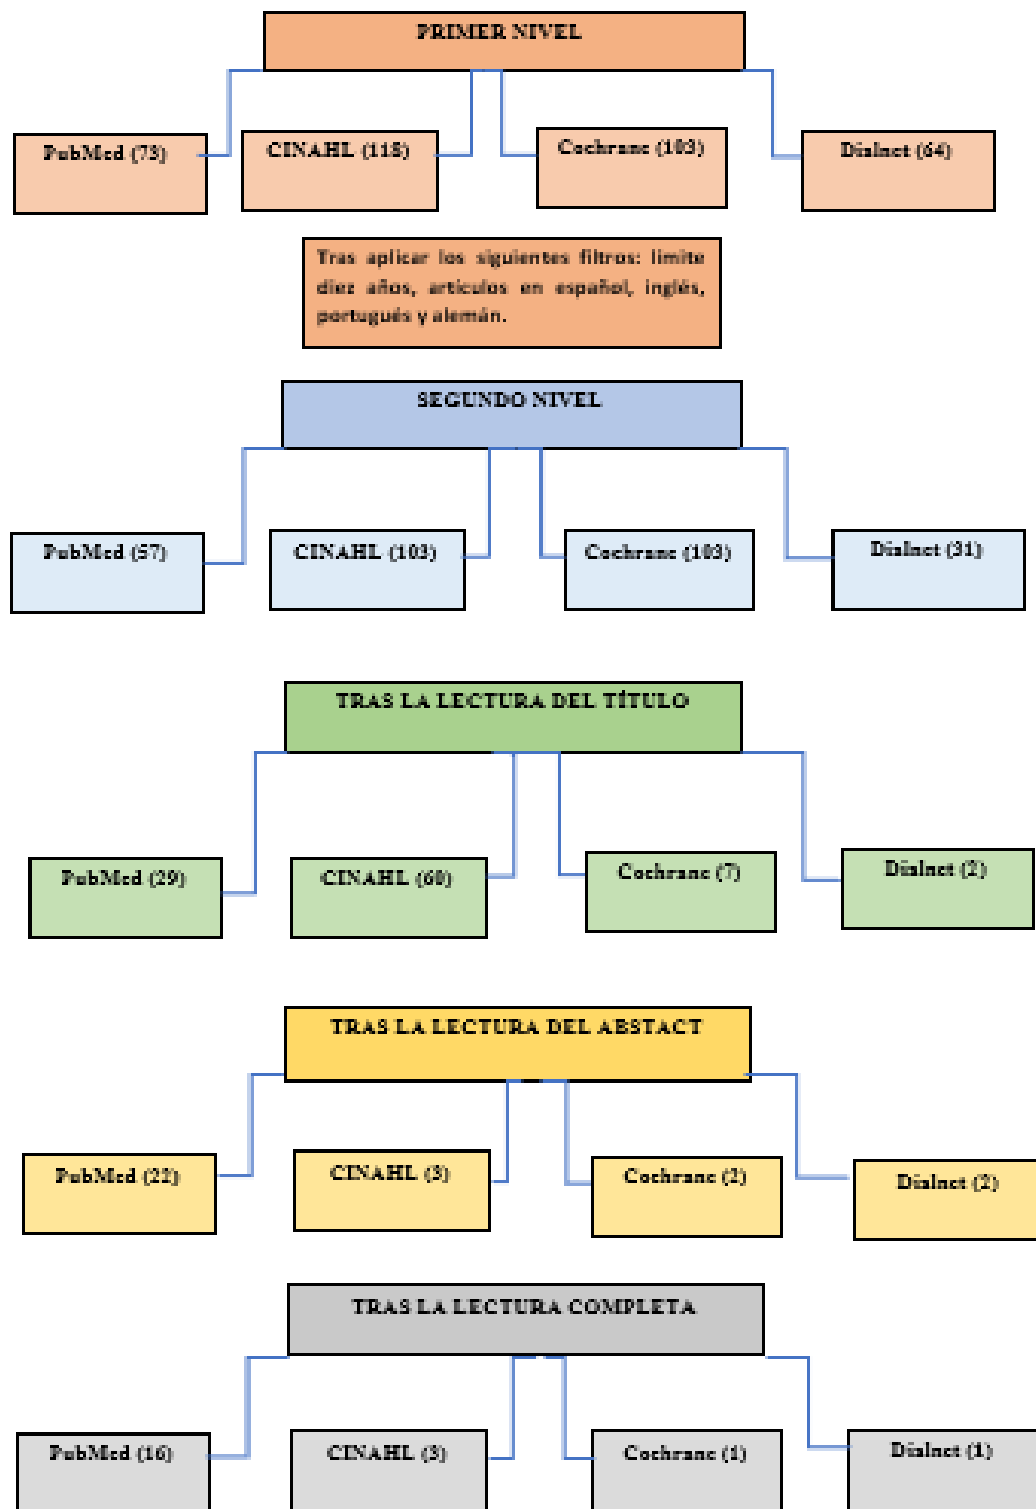 PRIMER NIVEL
PubMed (73)
CINAHL (118)
Cochrane (103)
Dialnet (64)
Tras aplicar los siguientes filtros: limite
diez años, artículos en español, inglés,
portugués y alemán.
SEGUNDO NIVEL
PubMed (57)
CINAHL (103)
Cochrane (103)
Dialnet (31)
TRAS LA LECTURA DEL TÍTULO
PubMed (29)
CINAHL (60)
Cochrane (7)
Dialnet (2)
TRAS LA LECTURA DEL ABSTACT
PubMed (22)
CINAHL (3)
Cochrane (2)
Dialnet (2)
TRAS LA LECTURA COMPLETA
PubMed (16)
CINAHL (3)
Cochrane (1)
Dialnet (1)